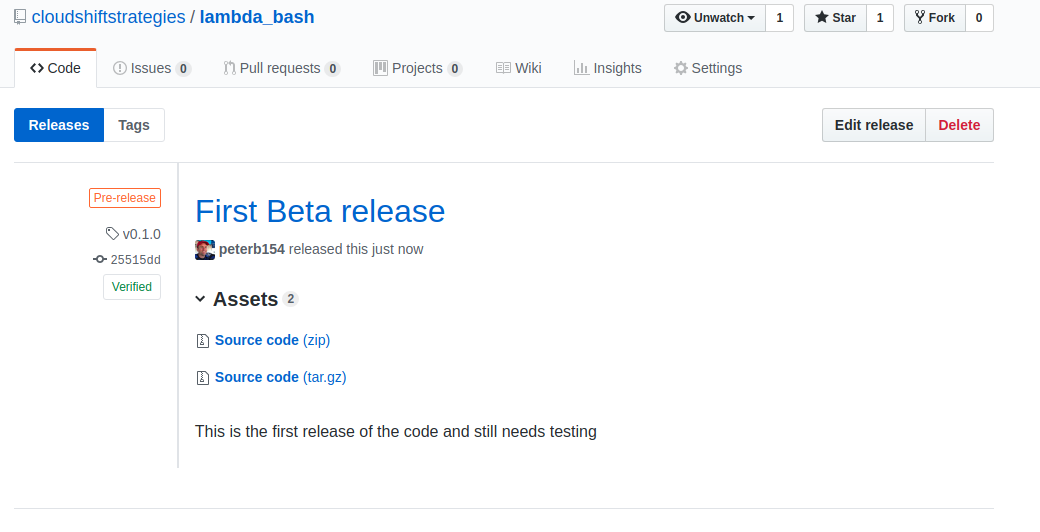 cloudshiftstrategies / lambda_bash
Unwatch 1 Star 1 Fork 0
Code Issues 0 Pull requests 0 Projects 0 Wiki Insights Settings
Releases Tags Edit release Delete
Pre-release
v0.1.0
25515dd
Verified
First Beta release
peterb154 released this just now
Assets 2
Source code (zip)
Source code (tar.gz)
This is the first release of the code and still needs testing